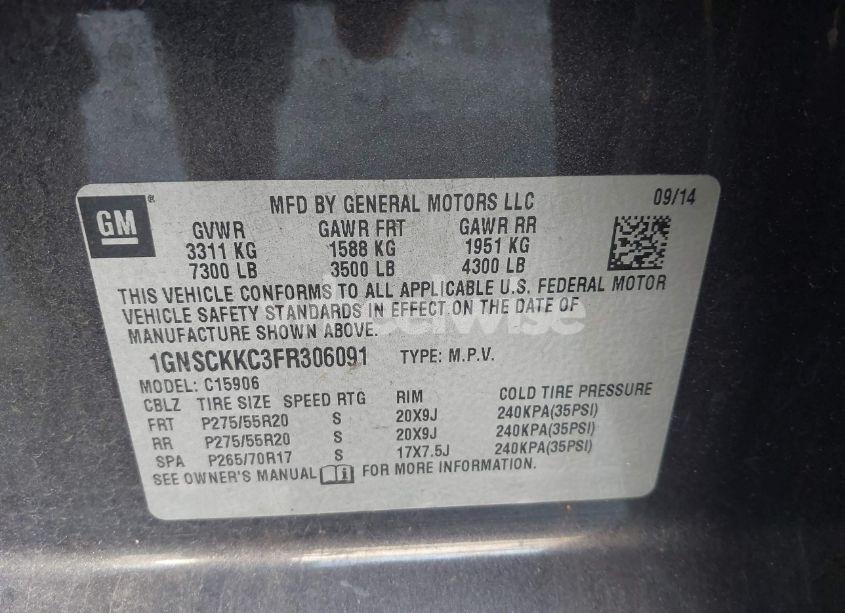 GM ®
MFD BY GENERAL MOTORS LLC 09/14
GVWR GAWR FRT GAWR RR
3311 KG 1588 KG 1951 KG
7300 LB 3500 LB 4300 LB
THIS VEHICLE CONFORMS TO ALL APPLICABLE U.S. FEDERAL MOTOR
VEHICLE SAFETY STANDARDS IN EFFECT ON THE DATE OF
MANUFACTURE SHOWN ABOVE.
1GNSCKKC3FR306091 TYPE: M.P.V.
MODEL: C15906
CBLZ TIRE SIZE SPEED RTG RIM COLD TIRE PRESSURE
FRT P275/55R20 S 20X9J 240KPA(35PSI)
RR P275/55R20 S 20X9J 240KPA(35PSI)
SPA P265/70R17 S 17X7.5J 240KPA(35PSI)
SEE OWNER'S MANUAL FOR MORE INFORMATION.